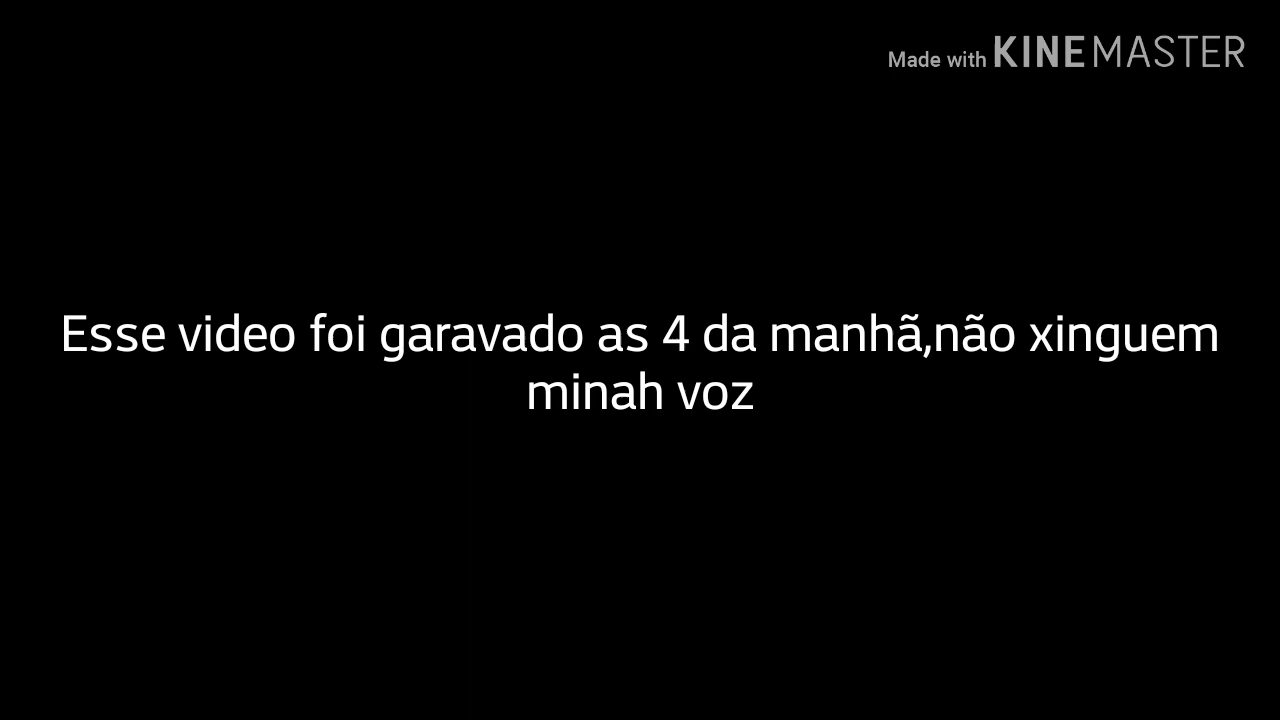 Made with KINEMASTER
Esse video foi garavado as 4 da manhã,não xinguem
minah voz